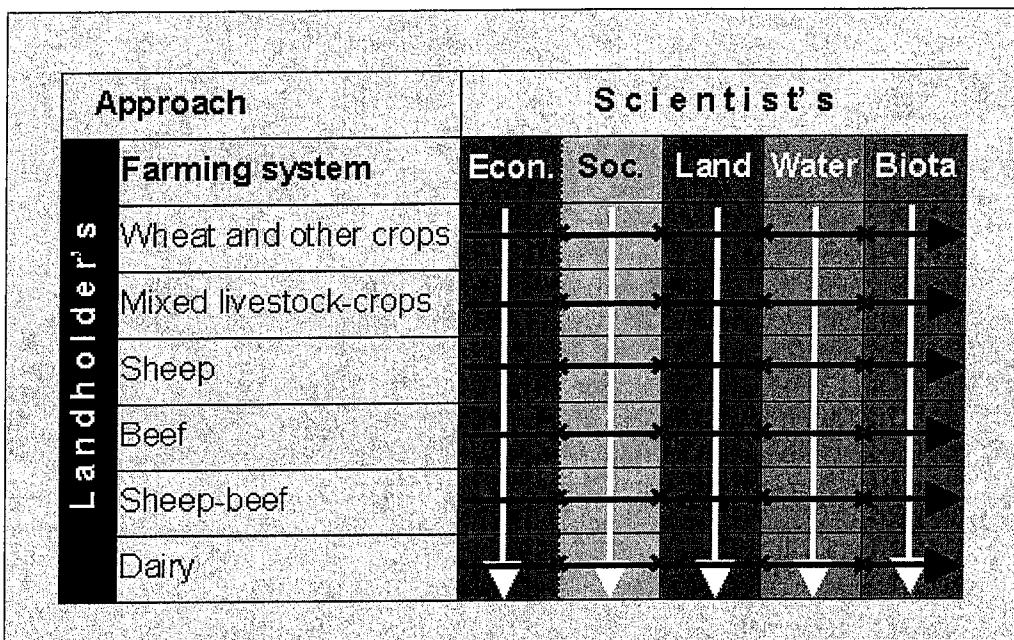 Approach
Scientist's
Landholder's
Farming system
Econ.
Soc.
Land
Water
Biota
Wheat and other crops
Mixed livestock-crops
Sheep
Beef
Sheep-beef
Dairy